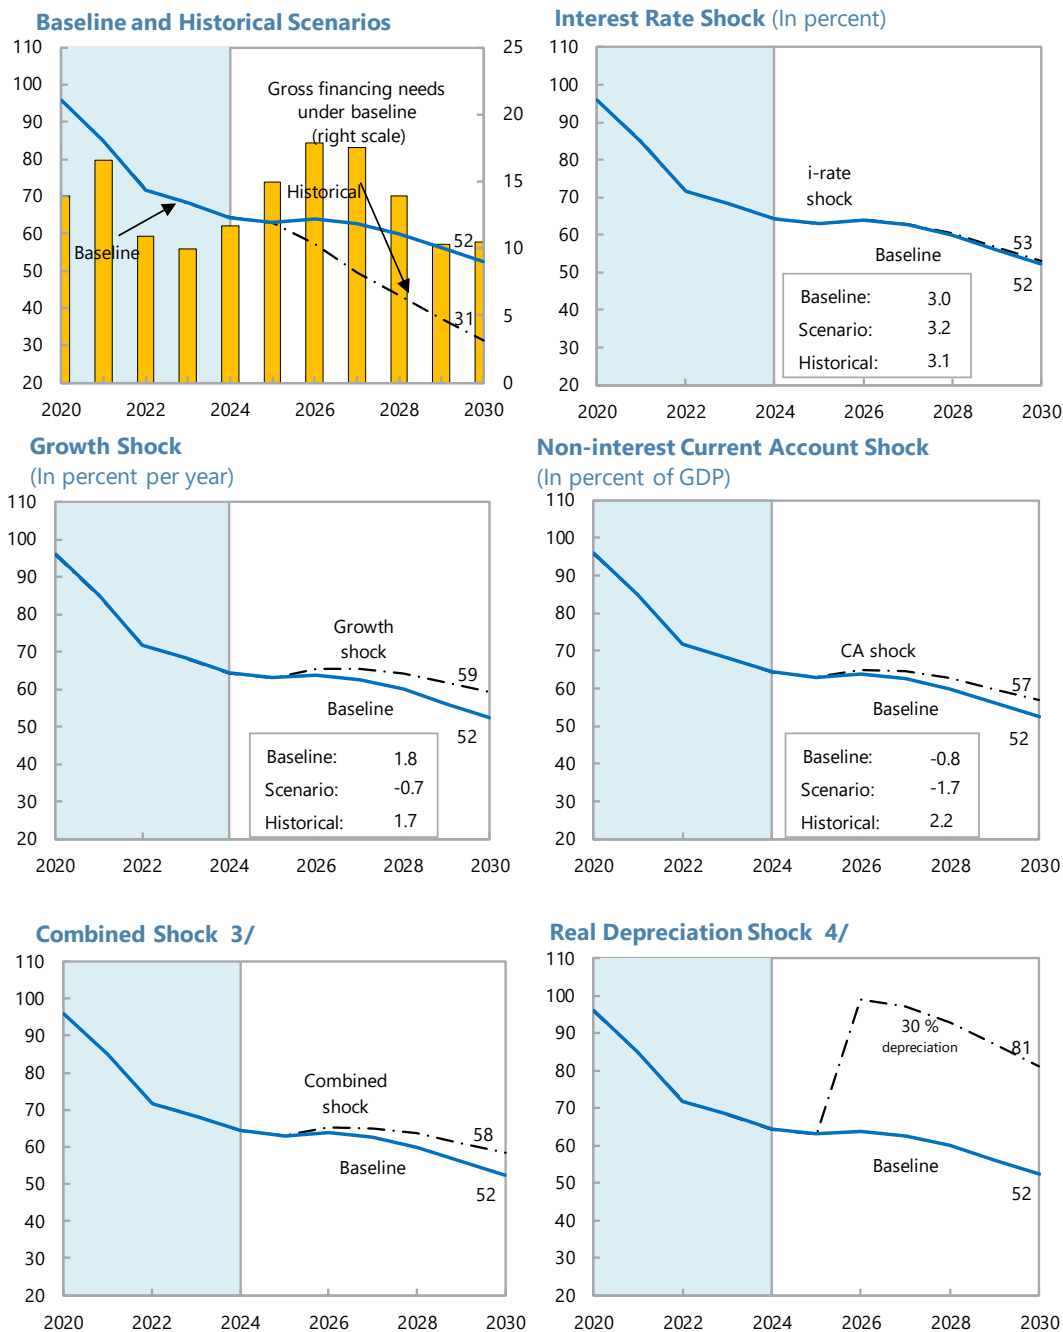 Baseline and Historical Scenarios
110
100
90
80
70
60
50
40
30
20
25
20
15
10
5
0
Gross financing needs
under baseline
(right scale)
Historical
Baseline
52
31
2020 2022 2024 2026 2028 2030
Interest Rate Shock (In percent)
110
100
90
80
70
60
50
40
30
20
i-rate
shock
Baseline
53
52
Baseline: 3.0
Scenario: 3.2
Historical: 3.1
2020 2022 2024 2026 2028 2030
Growth Shock
(In percent per year)
110
100
90
80
70
60
50
40
30
20
Growth
shock
59
Baseline
52
Baseline: 1.8
Scenario: -0.7
Historical: 1.7
2020 2022 2024 2026 2028 2030
Non-interest Current Account Shock
(In percent of GDP)
110
100
90
80
70
60
50
40
30
20
CA shock
57
Baseline
52
Baseline: -0.8
Scenario: -1.7
Historical: 2.2
2020 2022 2024 2026 2028 2030
Combined Shock 3/
110
100
90
80
70
60
50
40
30
20
Combined
shock
58
Baseline
52
2020 2022 2024 2026 2028 2030
Real Depreciation Shock 4/
110
100
90
80
70
60
50
40
30
20
30 %
depreciation
81
Baseline
52
2020 2022 2024 2026 2028 2030